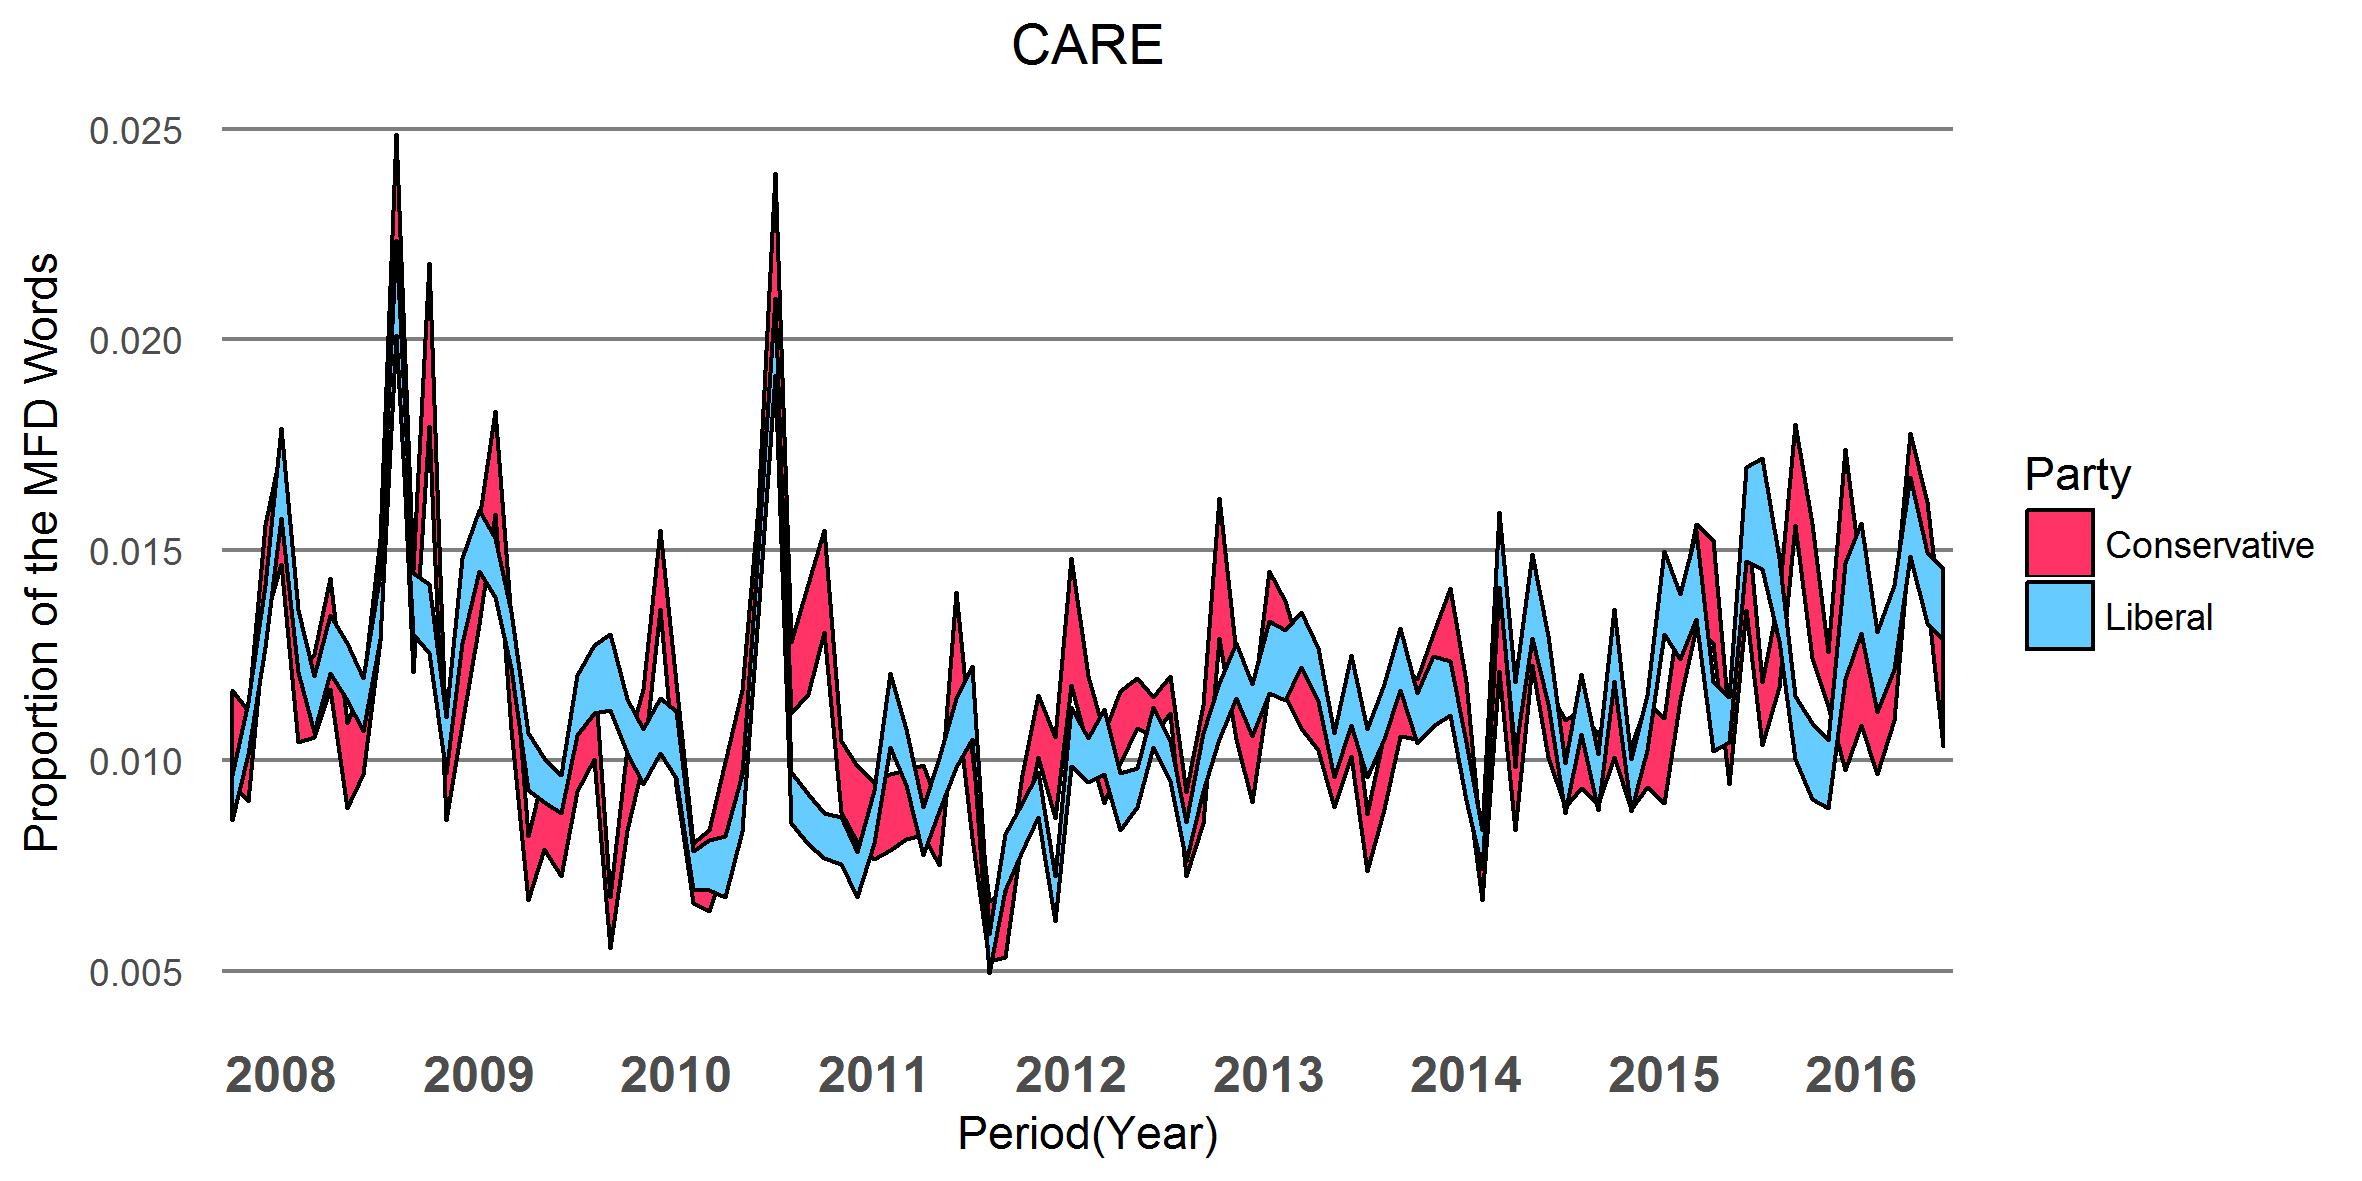 CARE
Proportion of the MFD Words
0.025
0.020
0.015
0.010
0.005
2008 2009 2010 2011 2012 2013 2014 2015 2016
Period(Year)
Party
Conservative
Liberal